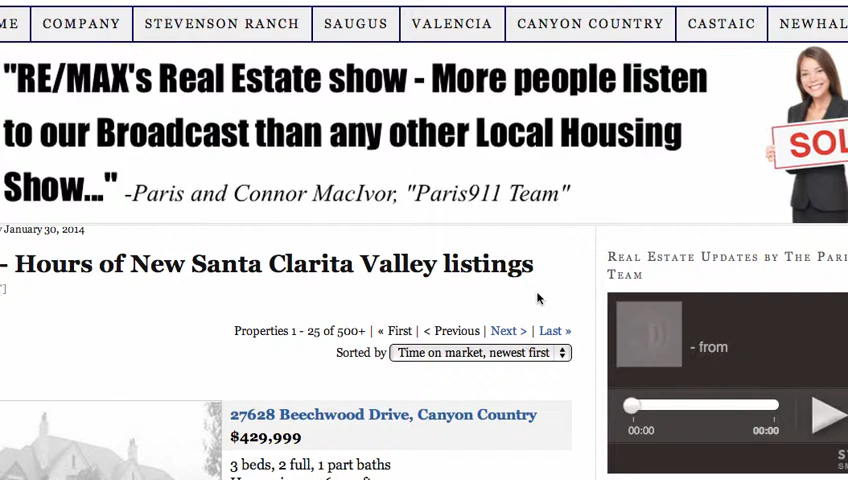 COMPANY STEVENSON RANCH SAUGUS VALENCIA CANYON COUNTRY CASTAIC
"RE/MAX's Real Estate show - More people listen
to our Broadcast than any other Local Housing
Show..." -Paris and Connor MacIvor, "Paris911 Team"
January 30, 2014
- Hours of New Santa Clarita Valley listings
REAL ESTATE UPDATES BY THE
TEAM
Properties 1 - 25 of 500+ | « First | < Previous | Next > | Last »
Sorted by Time on market, newest first
- from
00:00 00:00
27628 Beechwood Drive, Canyon Country
$429,999
3 beds, 2 full, 1 part baths